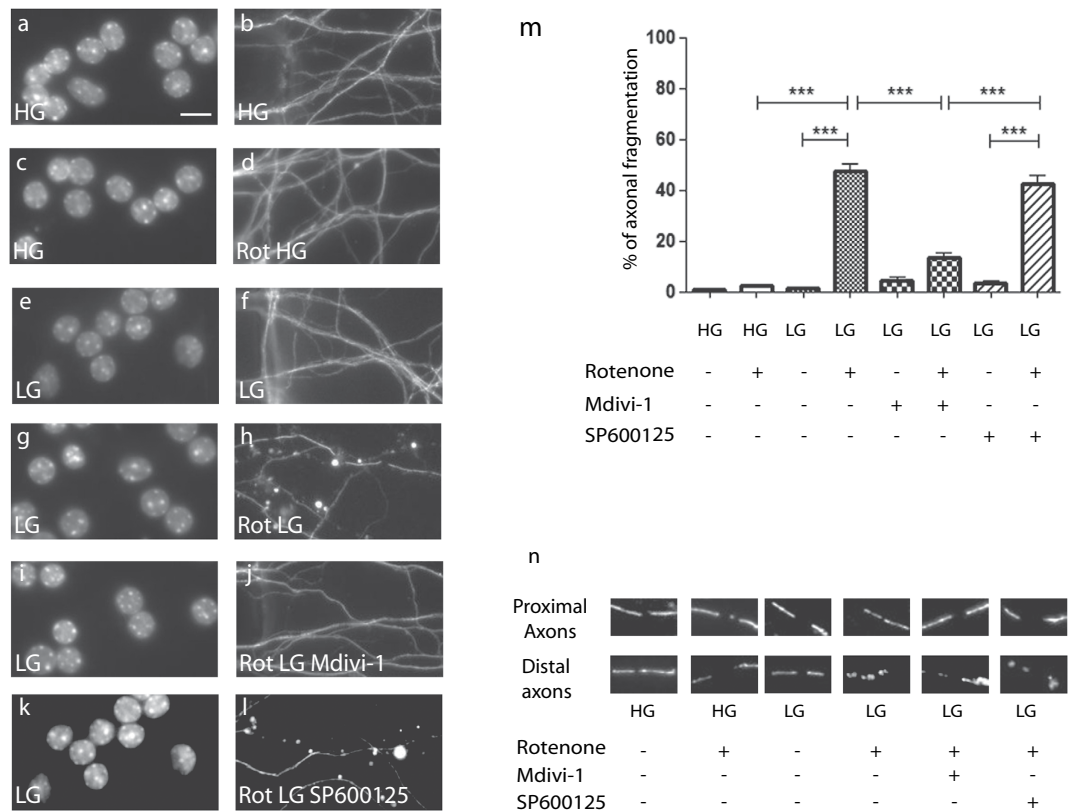 a
HG
b
HG
c
HG
d
Rot HG
e
LG
f
LG
g
LG
h
Rot LG
i
LG
j
Rot LG Mdivi-1
k
LG
l
Rot LG SP600125
m
% of axonal fragmentation
100
80
60
40
20
0
*** *** ***
*** ***
HG HG LG LG LG LG LG LG
Rotenone - + - + - + - +
Mdivi-1 - - - - + + - -
SP600125 - - - - - - + +
n
Proximal
Axons
Distal
axons
HG HG LG LG LG LG
Rotenone - + - + + +
Mdivi-1 - - - - + -
SP600125 - - - - - +